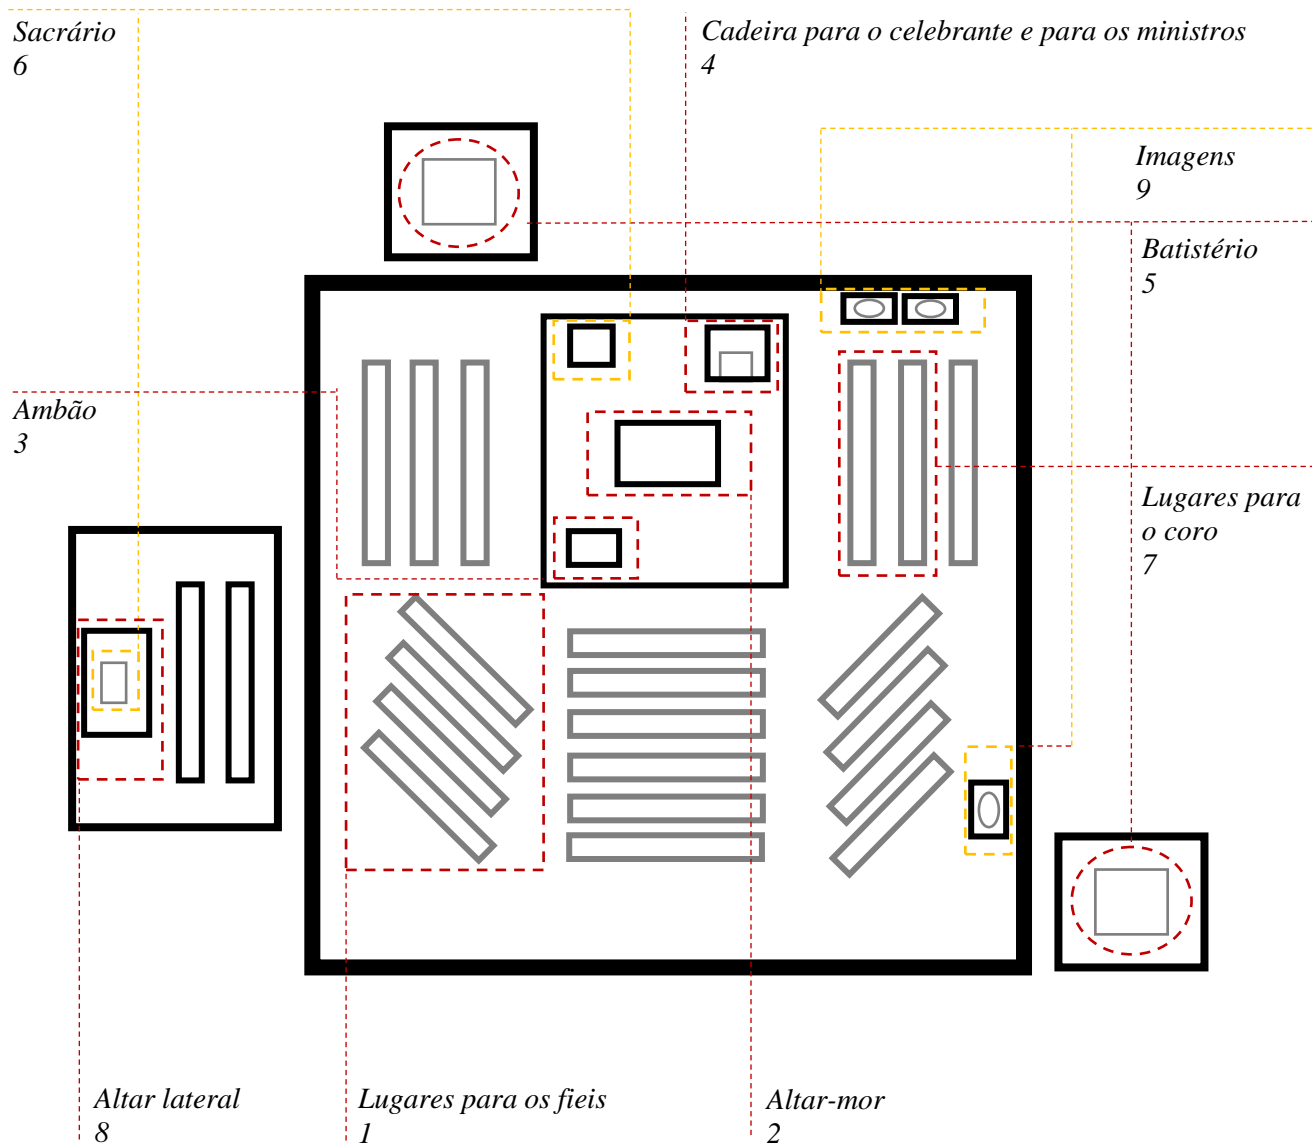 Sacrário
6
Cadeira para o celebrante e para os ministros
4
Imagens
9
Batistério
5
Ambão
3
Lugares para
o coro
7
Altar lateral
8
Lugares para os fieis
1
Altar-mor
2